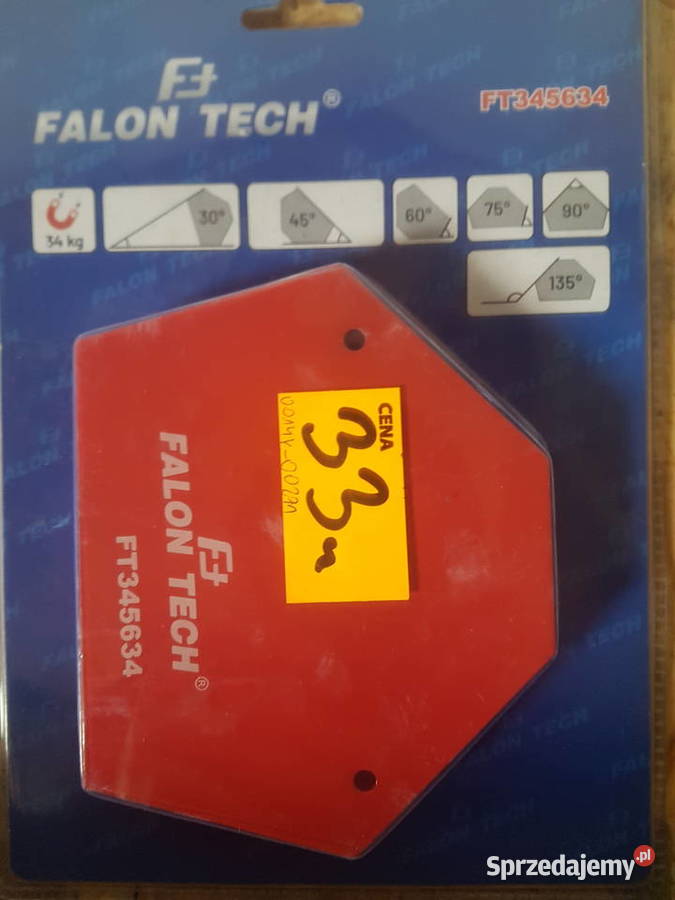 FALON TECH®
FT345634
34 kg
30°
45°
60°
75°
90°
135°
CENA
33
FALON TECH®
FT345634
Sprzedajemy.pl